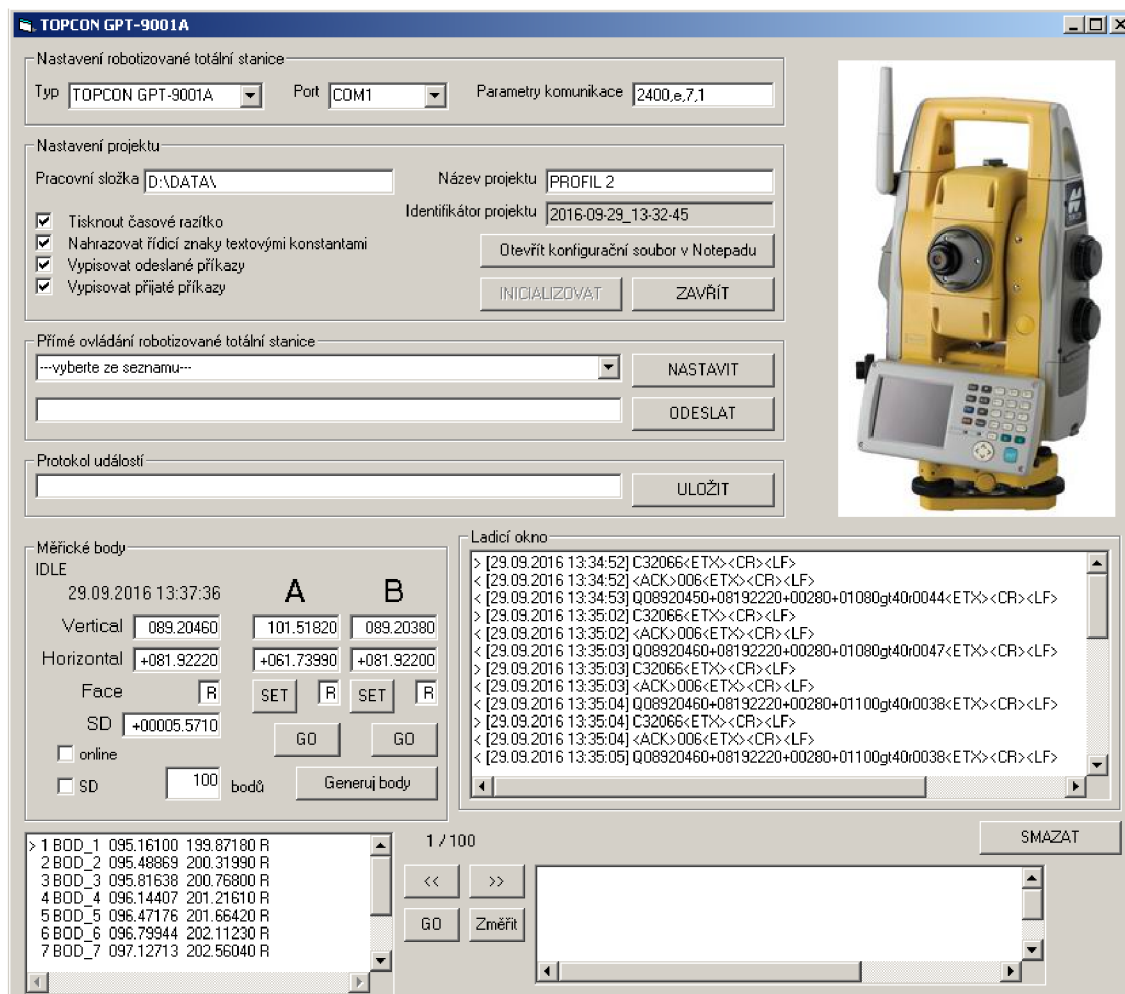 TOPCON GPT-9001A
Nastavení robotizované totální stanice
Typ TOPCON GPT-9001A Port COM1 Parametry komunikace 2400,e,7,1
Nastavení projektu
Pracovní složka D:\DATA\ Název projektu PROFIL 2
Identifikátor projektu 2016-09-29_13-32-45
Tisknout časové razítko
Nahrazovat řídicí znaky textovými konstantami
Vypisovat odeslané příkazy
Vypisovat přijaté příkazy
Otevřít konfigurační soubor v Notepadu
INICIALIZOVAT ZAVŘÍT
Přímé ovládání robotizované totální stanice
---vyberte ze seznamu--- NASTAVIT
ODESLAT
Protokol událostí
ULOŽIT
Měřické body
IDLE
29.09.2016 13:37:36 A B
Vertical 089.20460 101.51820 089.20380
Horizontal +081.92220 +061.73990 +081.92200
Face R SET R SET R
SD +00005.5710
GO GO
online
SD 100 bodů Generuj body
Ladicí okno
> [29.09.2016 13:34:52] C32066<ETX><CR><LF>
< [29.09.2016 13:34:52] <ACK>006<ETX><CR><LF>
< [29.09.2016 13:34:53] Q08920450+08192220+00280+01080gt40r0044<ETX><CR><LF>
> [29.09.2016 13:35:02] C32066<ETX><CR><LF>
< [29.09.2016 13:35:02] <ACK>006<ETX><CR><LF>
< [29.09.2016 13:35:03] Q08920460+08192220+00280+01080gt40r0047<ETX><CR><LF>
> [29.09.2016 13:35:03] C32066<ETX><CR><LF>
< [29.09.2016 13:35:03] <ACK>006<ETX><CR><LF>
< [29.09.2016 13:35:04] Q08920460+08192220+00280+01100gt40r0038<ETX><CR><LF>
> [29.09.2016 13:35:04] C32066<ETX><CR><LF>
< [29.09.2016 13:35:04] <ACK>006<ETX><CR><LF>
< [29.09.2016 13:35:05] Q08920460+08192220+00280+01100gt40r0038<ETX><CR><LF>
> 1 BOD_1 095.16100 199.87180 R
2 BOD_2 095.48869 200.31990 R
3 BOD_3 095.81638 200.76800 R
4 BOD_4 096.14407 201.21610 R
5 BOD_5 096.47176 201.66420 R
6 BOD_6 096.79944 202.11230 R
7 BOD_7 097.12713 202.56040 R
1 / 100
SMAZAT
<< >>
GO Změřit